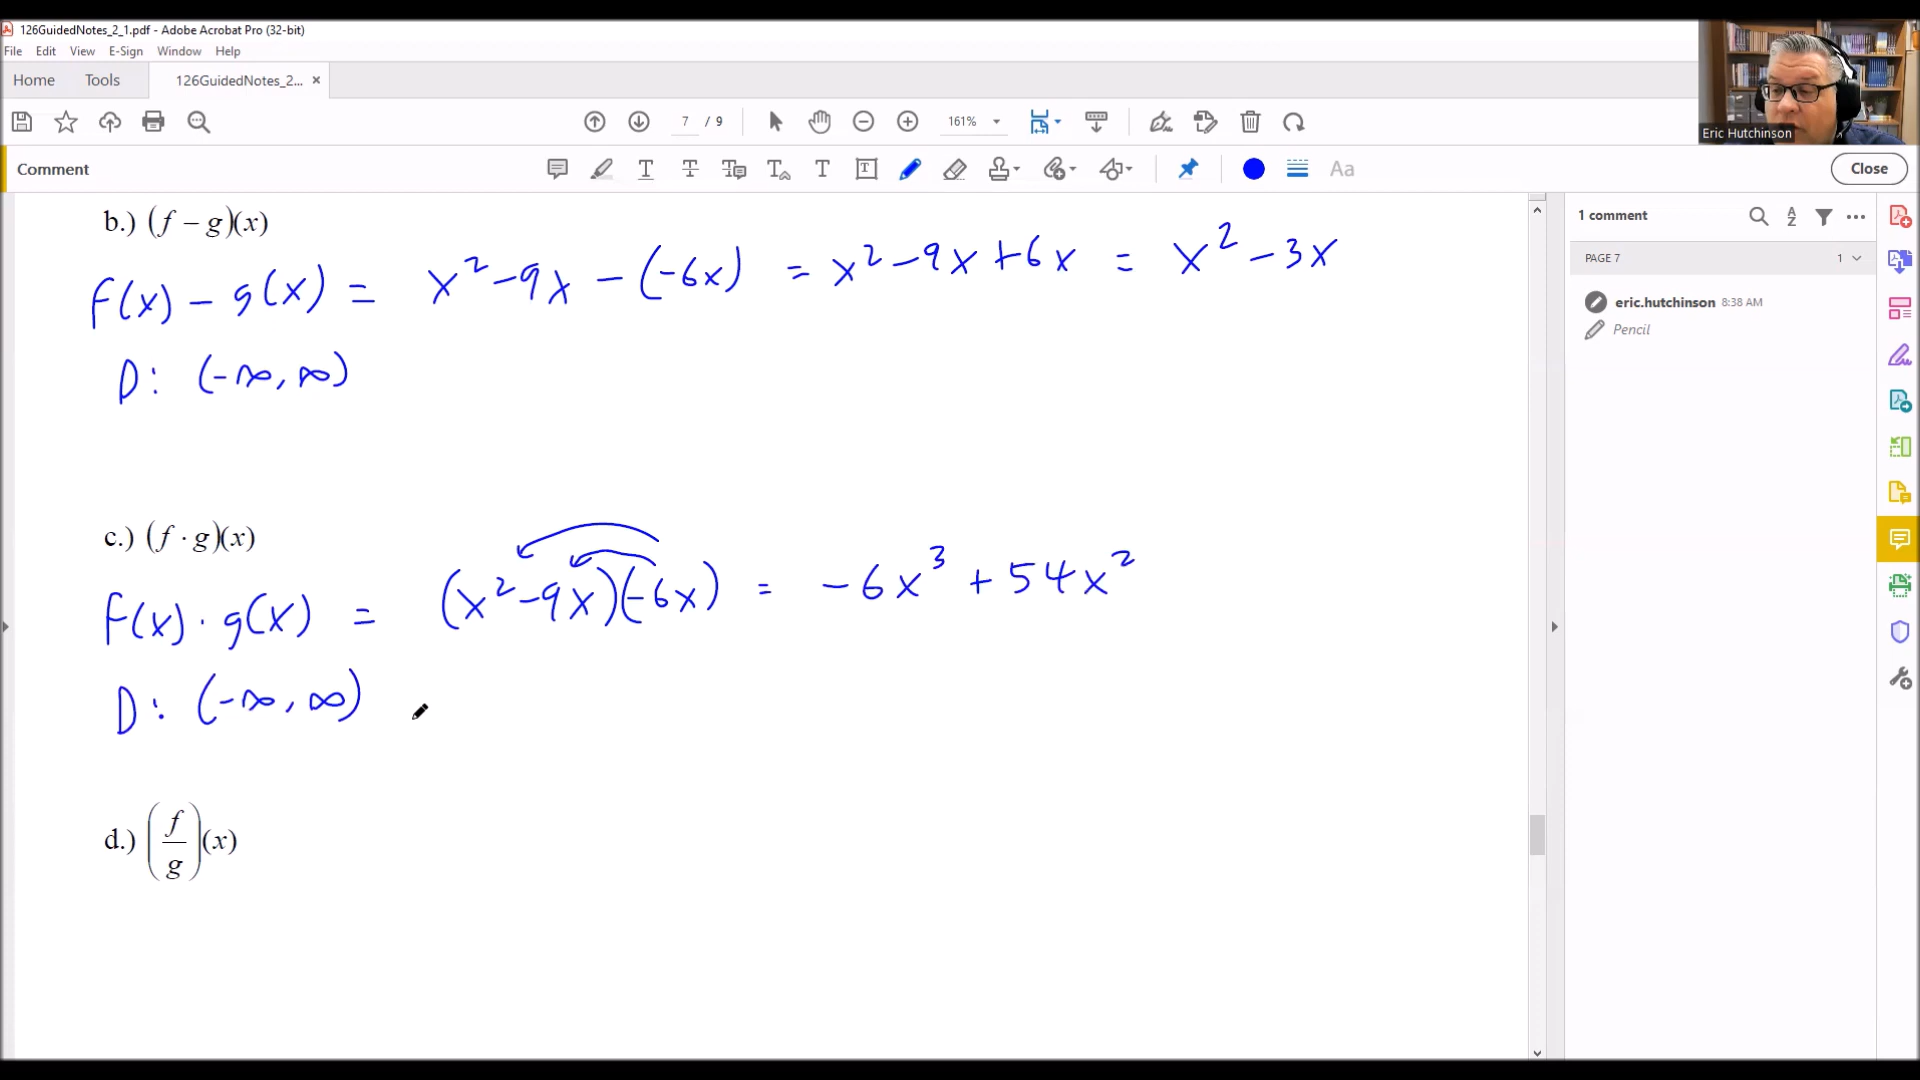 126GuidedNotes_2_1.pdf - Adobe Acrobat Pro (32-bit)
File Edit View E-Sign Window Help
Home Tools 126GuidedNotes_2... ×
7 / 9 161%
Eric Hutchinson
Comment
Aa
Close
1 comment
PAGE 7 1
eric.hutchinson 8:38 AM
Pencil
b.) (f − g)(x)
f(x) − g(x) = x² − 9x − (−6x) = x² − 9x + 6x = x² − 3x
D: (−∞, ∞)
c.) (f · g)(x)
f(x) · g(x) = (x² − 9x)(−6x) = −6x³ + 54x²
D: (−∞, ∞)
d.) (f/g)(x)